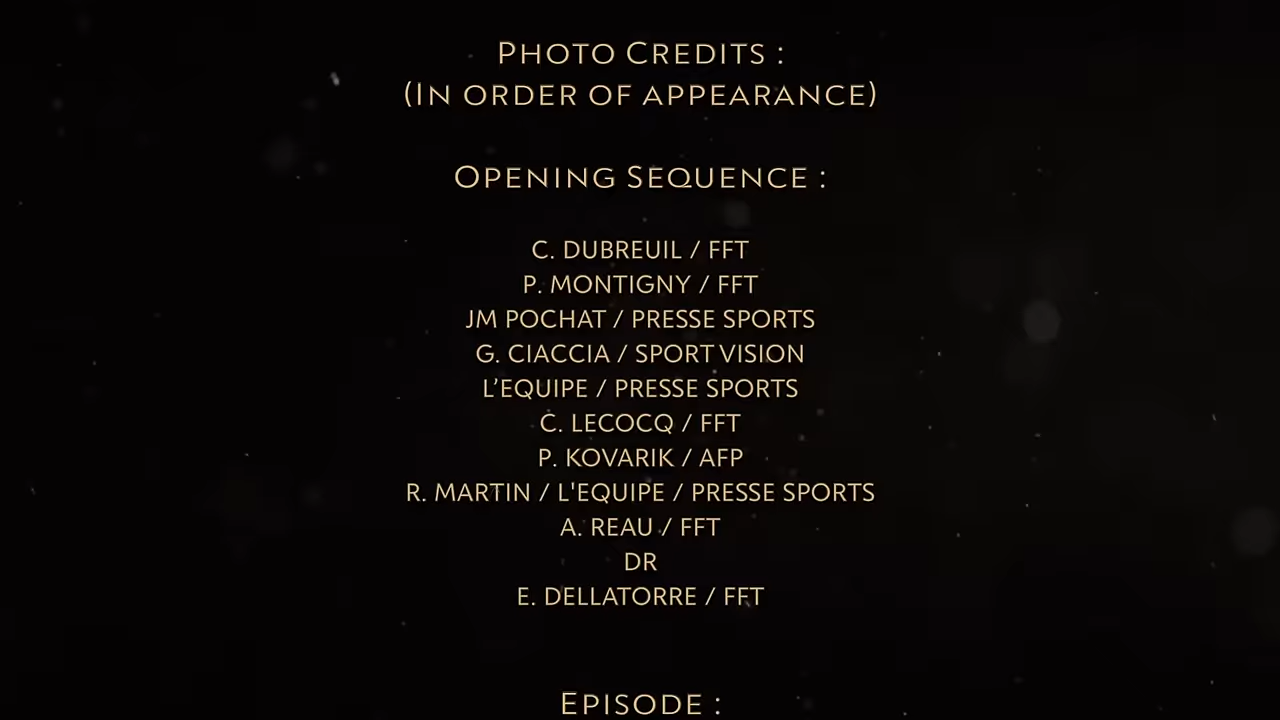 PHOTO CREDITS :
(IN ORDER OF APPEARANCE)
OPENING SEQUENCE :
C. DUBREUIL / FFT
P. MONTIGNY / FFT
JM POCHAT / PRESSE SPORTS
G. CIACCIA / SPORT VISION
L’EQUIPE / PRESSE SPORTS
C. LECOCQ / FFT
P. KOVARIK / AFP
R. MARTIN / L'EQUIPE / PRESSE SPORTS
A. REAU / FFT
DR
E. DELLATORRE / FFT
EPISODE :